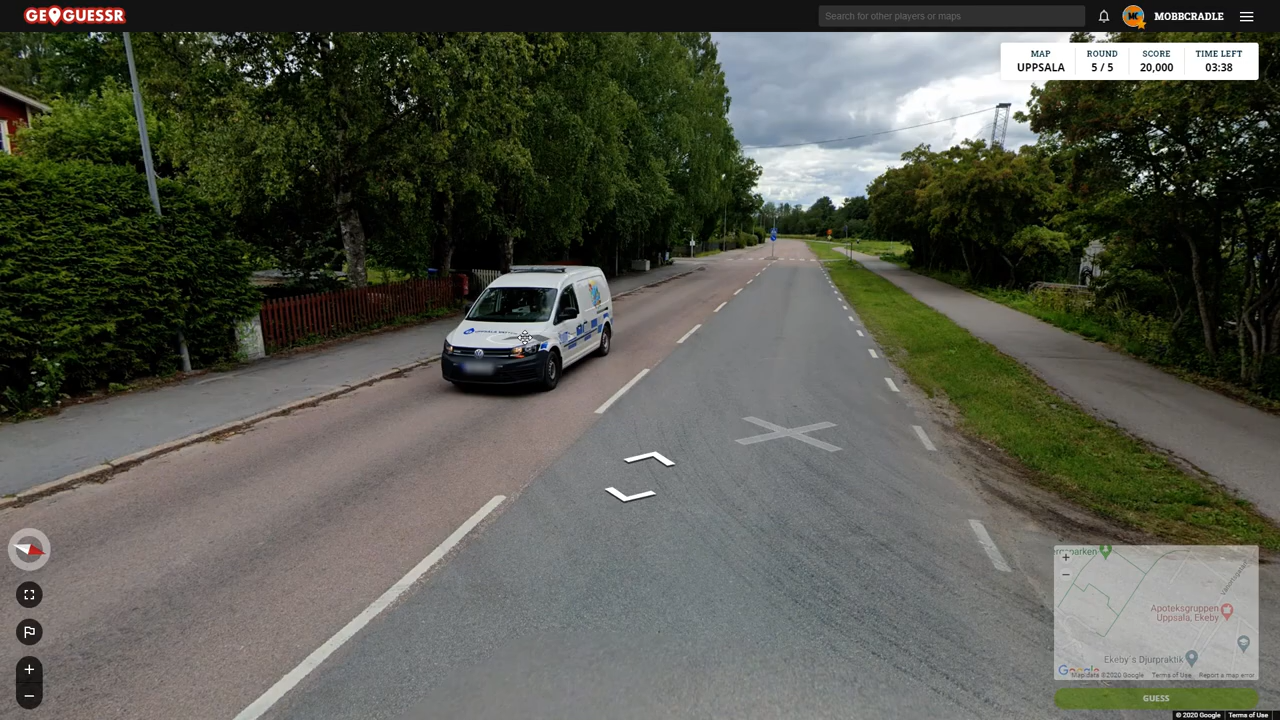 GEOGUESSR
Search for other players or maps
MOBBCRADLE
MAP
UPPSALA
ROUND
5 / 5
SCORE
20,000
TIME LEFT
03:38
Apoteksgruppen
Uppsala, Ekeby
Ekeby´s Djurpraktik
Google
Map data ©2020 Google
Terms of Use
Report a map error
GUESS
© 2020 Google
Terms of Use